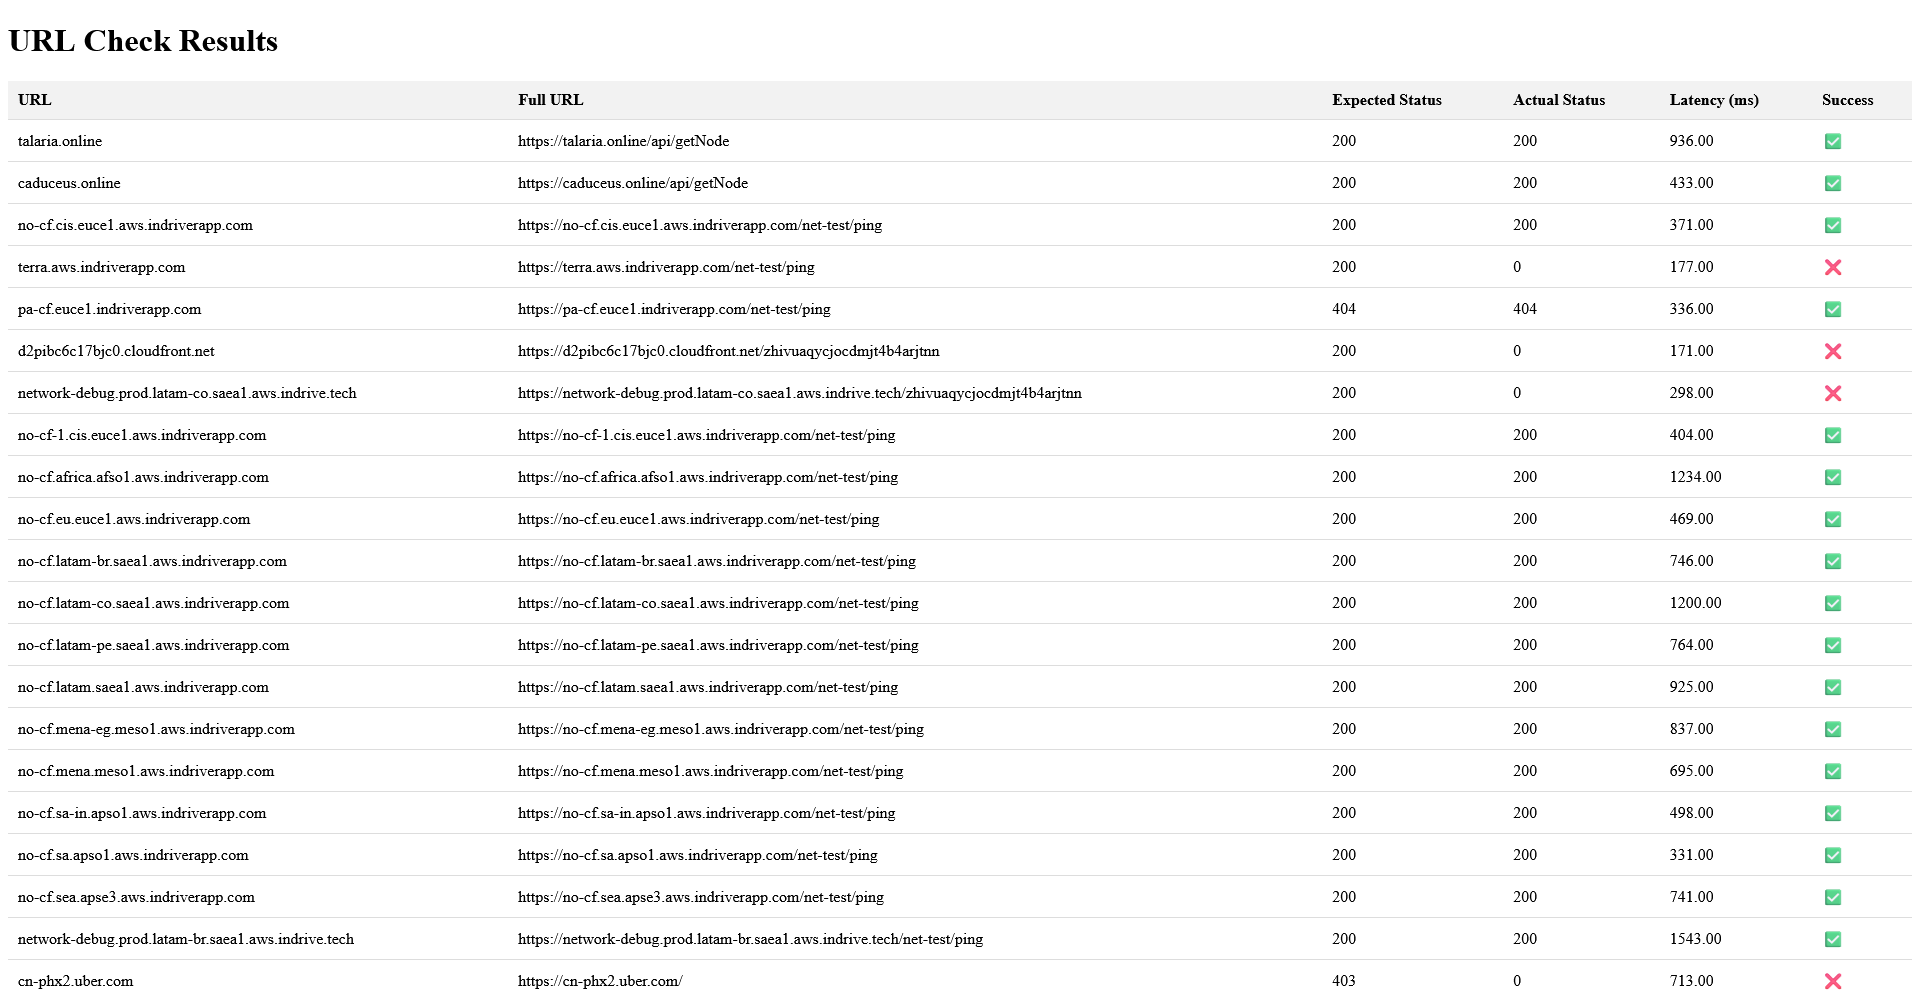 URL Check Results
URL Full URL Expected Status Actual Status Latency (ms) Success
talaria.online https://talaria.online/api/getNode 200 200 936.00 ✅
caduceus.online https://caduceus.online/api/getNode 200 200 433.00 ✅
no-cf.cis.euce1.aws.indriverapp.com https://no-cf.cis.euce1.aws.indriverapp.com/net-test/ping 200 200 371.00 ✅
terra.aws.indriverapp.com https://terra.aws.indriverapp.com/net-test/ping 200 0 177.00 ❌
pa-cf.euce1.indriverapp.com https://pa-cf.euce1.indriverapp.com/net-test/ping 404 404 336.00 ✅
d2pibc6c17bjc0.cloudfront.net https://d2pibc6c17bjc0.cloudfront.net/zhivuaqycjocdmjt4b4arjtnn 200 0 171.00 ❌
network-debug.prod.latam-co.saea1.aws.indrive.tech https://network-debug.prod.latam-co.saea1.aws.indrive.tech/zhivuaqycjocdmjt4b4arjtnn 200 0 298.00 ❌
no-cf-1.cis.euce1.aws.indriverapp.com https://no-cf-1.cis.euce1.aws.indriverapp.com/net-test/ping 200 200 404.00 ✅
no-cf.africa.afso1.aws.indriverapp.com https://no-cf.africa.afso1.aws.indriverapp.com/net-test/ping 200 200 1234.00 ✅
no-cf.eu.euce1.aws.indriverapp.com https://no-cf.eu.euce1.aws.indriverapp.com/net-test/ping 200 200 469.00 ✅
no-cf.latam-br.saea1.aws.indriverapp.com https://no-cf.latam-br.saea1.aws.indriverapp.com/net-test/ping 200 200 746.00 ✅
no-cf.latam-co.saea1.aws.indriverapp.com https://no-cf.latam-co.saea1.aws.indriverapp.com/net-test/ping 200 200 1200.00 ✅
no-cf.latam-pe.saea1.aws.indriverapp.com https://no-cf.latam-pe.saea1.aws.indriverapp.com/net-test/ping 200 200 764.00 ✅
no-cf.latam.saea1.aws.indriverapp.com https://no-cf.latam.saea1.aws.indriverapp.com/net-test/ping 200 200 925.00 ✅
no-cf.mena-eg.meso1.aws.indriverapp.com https://no-cf.mena-eg.meso1.aws.indriverapp.com/net-test/ping 200 200 837.00 ✅
no-cf.mena.meso1.aws.indriverapp.com https://no-cf.mena.meso1.aws.indriverapp.com/net-test/ping 200 200 695.00 ✅
no-cf.sa-in.apso1.aws.indriverapp.com https://no-cf.sa-in.apso1.aws.indriverapp.com/net-test/ping 200 200 498.00 ✅
no-cf.sa.apso1.aws.indriverapp.com https://no-cf.sa.apso1.aws.indriverapp.com/net-test/ping 200 200 331.00 ✅
no-cf.sea.apse3.aws.indriverapp.com https://no-cf.sea.apse3.aws.indriverapp.com/net-test/ping 200 200 741.00 ✅
network-debug.prod.latam-br.saea1.aws.indrive.tech https://network-debug.prod.latam-br.saea1.aws.indrive.tech/net-test/ping 200 200 1543.00 ✅
cn-phx2.uber.com https://cn-phx2.uber.com/ 403 0 713.00 ❌